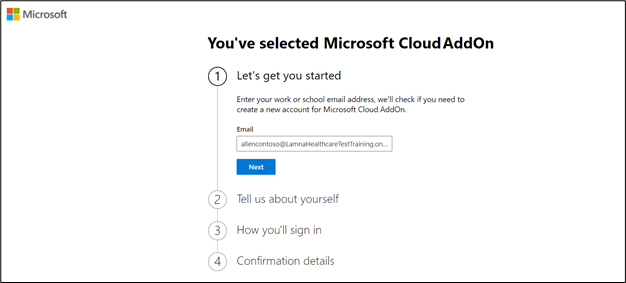 Microsoft
You've selected Microsoft Cloud AddOn
1 Let's get you started
Enter your work or school email address, we'll check if you need to
create a new account for Microsoft Cloud AddOn.
Email
allencontoso@LamnaHealthcareTestTraining.on...
Next
2 Tell us about yourself
3 How you'll sign in
4 Confirmation details